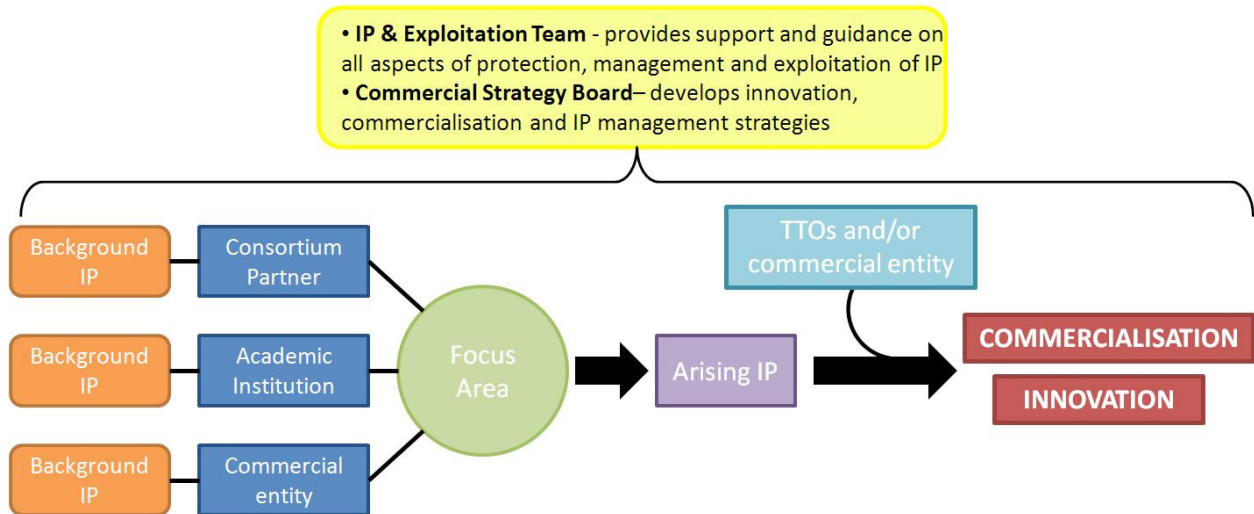 • IP & Exploitation Team - provides support and guidance on
all aspects of protection, management and exploitation of IP
• Commercial Strategy Board– develops innovation,
commercialisation and IP management strategies
Background
IP
Consortium
Partner
TTOs and/or
commercial entity
Background
IP
Academic
Institution
Focus
Area
Arising IP
COMMERCIALISATION
INNOVATION
Background
IP
Commercial
entity